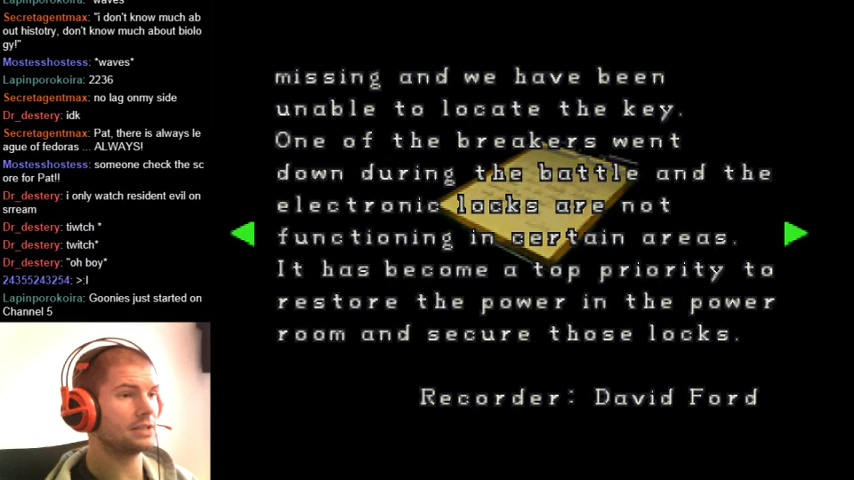 Lapinporokoira: *waves*
Secretagentmax: "i don't know much ab
out histotry, don't know much about biolo
gy!"
Mostesshostess: *waves*
Lapinporokoira: 2236
Secretagentmax: no lag onmy side
Dr_destery: idk
Secretagentmax: Pat, there is always le
ague of fedoras ... ALWAYS!
Mostesshostess: someone check the sc
ore for Pat!!
Dr_destery: i only watch resident evil on
srream
Dr_destery: tiwtch *
Dr_destery: twitch*
Dr_destery: "oh boy*
24355243254: >:I
Lapinporokoira: Goonies just started on
Channel 5
missing and we have been
unable to locate the key.
One of the breakers went
down during the battle and the
electronic locks are not
functioning in certain areas.
It has become a top priority to
restore the power in the power
room and secure those locks.
Recorder: David Ford